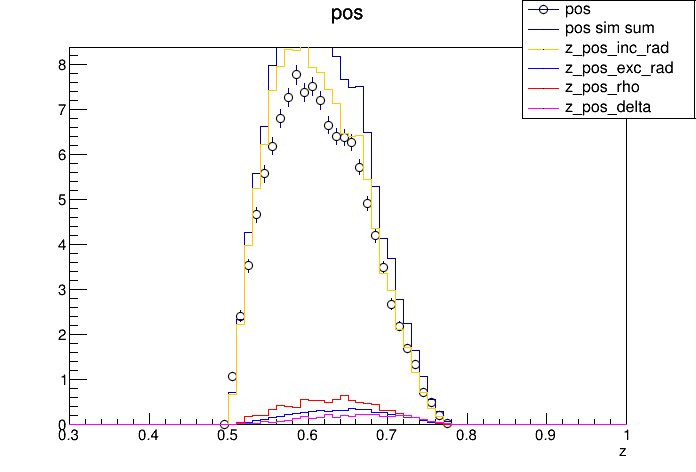 pos
pos
pos sim sum
z_pos_inc_rad
z_pos_exc_rad
z_pos_rho
z_pos_delta
8
7
6
5
4
3
2
1
0
0.3 0.4 0.5 0.6 0.7 0.8 0.9 1
z